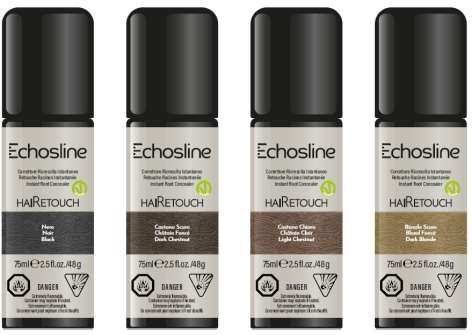 Echosline
Correttore Ricrescita Istantaneo
Retouche Racines Instantanée
Instant Root Concealer
HAIRETOUCH
Nero
Noir
Black
75ml e 2.5 fl.oz./48g
DANGER
Echosline
Correttore Ricrescita Istantaneo
Retouche Racines Instantanée
Instant Root Concealer
HAIRETOUCH
Castano Scuro
Châtain Foncé
Dark Chestnut
75ml e 2.5 fl.oz./48g
DANGER
Echosline
Correttore Ricrescita Istantaneo
Retouche Racines Instantanée
Instant Root Concealer
HAIRETOUCH
Castano Chiaro
Châtain Clair
Light Chestnut
75ml e 2.5 fl.oz./48g
DANGER
Echosline
Correttore Ricrescita Istantaneo
Retouche Racines Instantanée
Instant Root Concealer
HAIRETOUCH
Biondo Scuro
Blond Foncé
Dark Blonde
75ml e 2.5 fl.oz./48g
DANGER